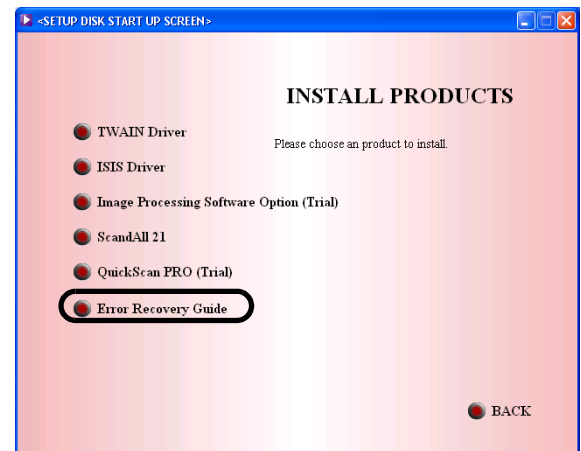 <SETUP DISK START UP SCREEN>
INSTALL PRODUCTS
Please choose an product to install.
TWAIN Driver
ISIS Driver
Image Processing Software Option (Trial)
ScandAll 21
QuickScan PRO (Trial)
Error Recovery Guide
BACK